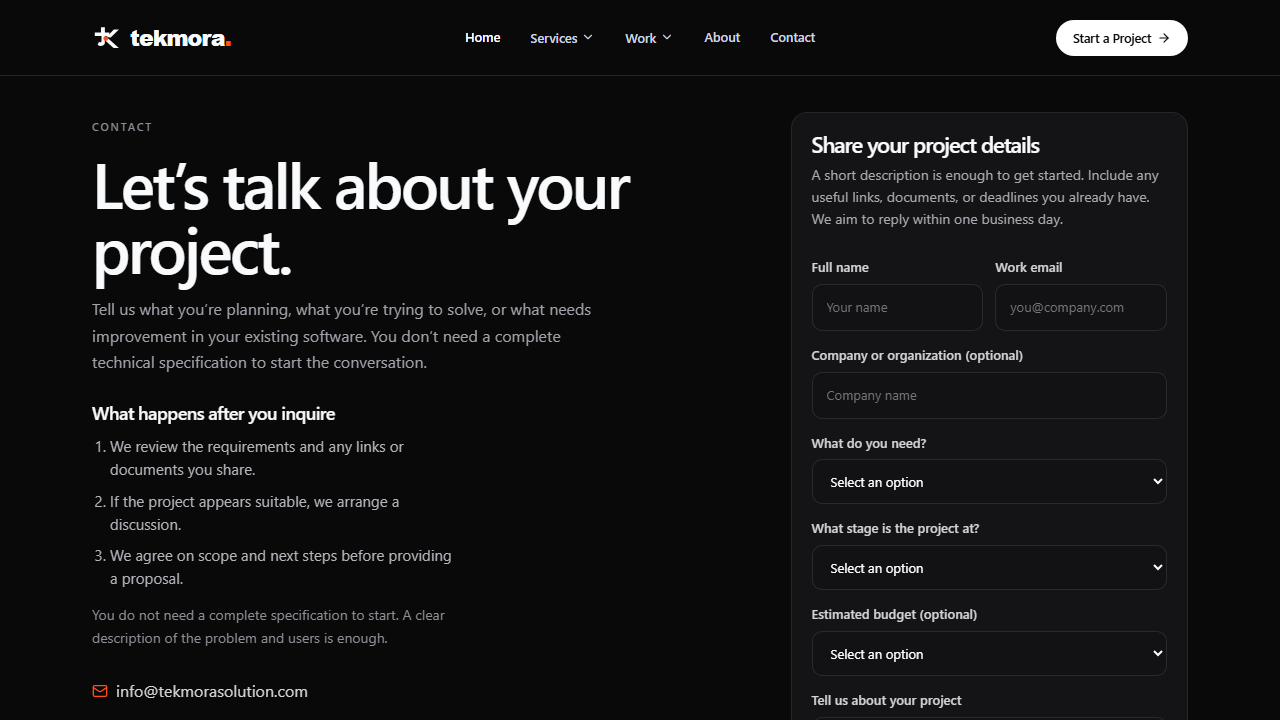 tekmora.
Home
Services
Work
About
Contact
Start a Project
CONTACT
Let’s talk about your
project.
Tell us what you’re planning, what you’re trying to solve, or what needs
improvement in your existing software. You don’t need a complete
technical specification to start the conversation.
What happens after you inquire
1. We review the requirements and any links or
documents you share.
2. If the project appears suitable, we arrange a
discussion.
3. We agree on scope and next steps before providing
a proposal.
You do not need a complete specification to start. A clear
description of the problem and users is enough.
info@tekmorasolution.com
Share your project details
A short description is enough to get started. Include any
useful links, documents, or deadlines you already have.
We aim to reply within one business day.
Full name
Your name
Work email
you@company.com
Company or organization (optional)
Company name
What do you need?
Select an option
What stage is the project at?
Select an option
Estimated budget (optional)
Select an option
Tell us about your project